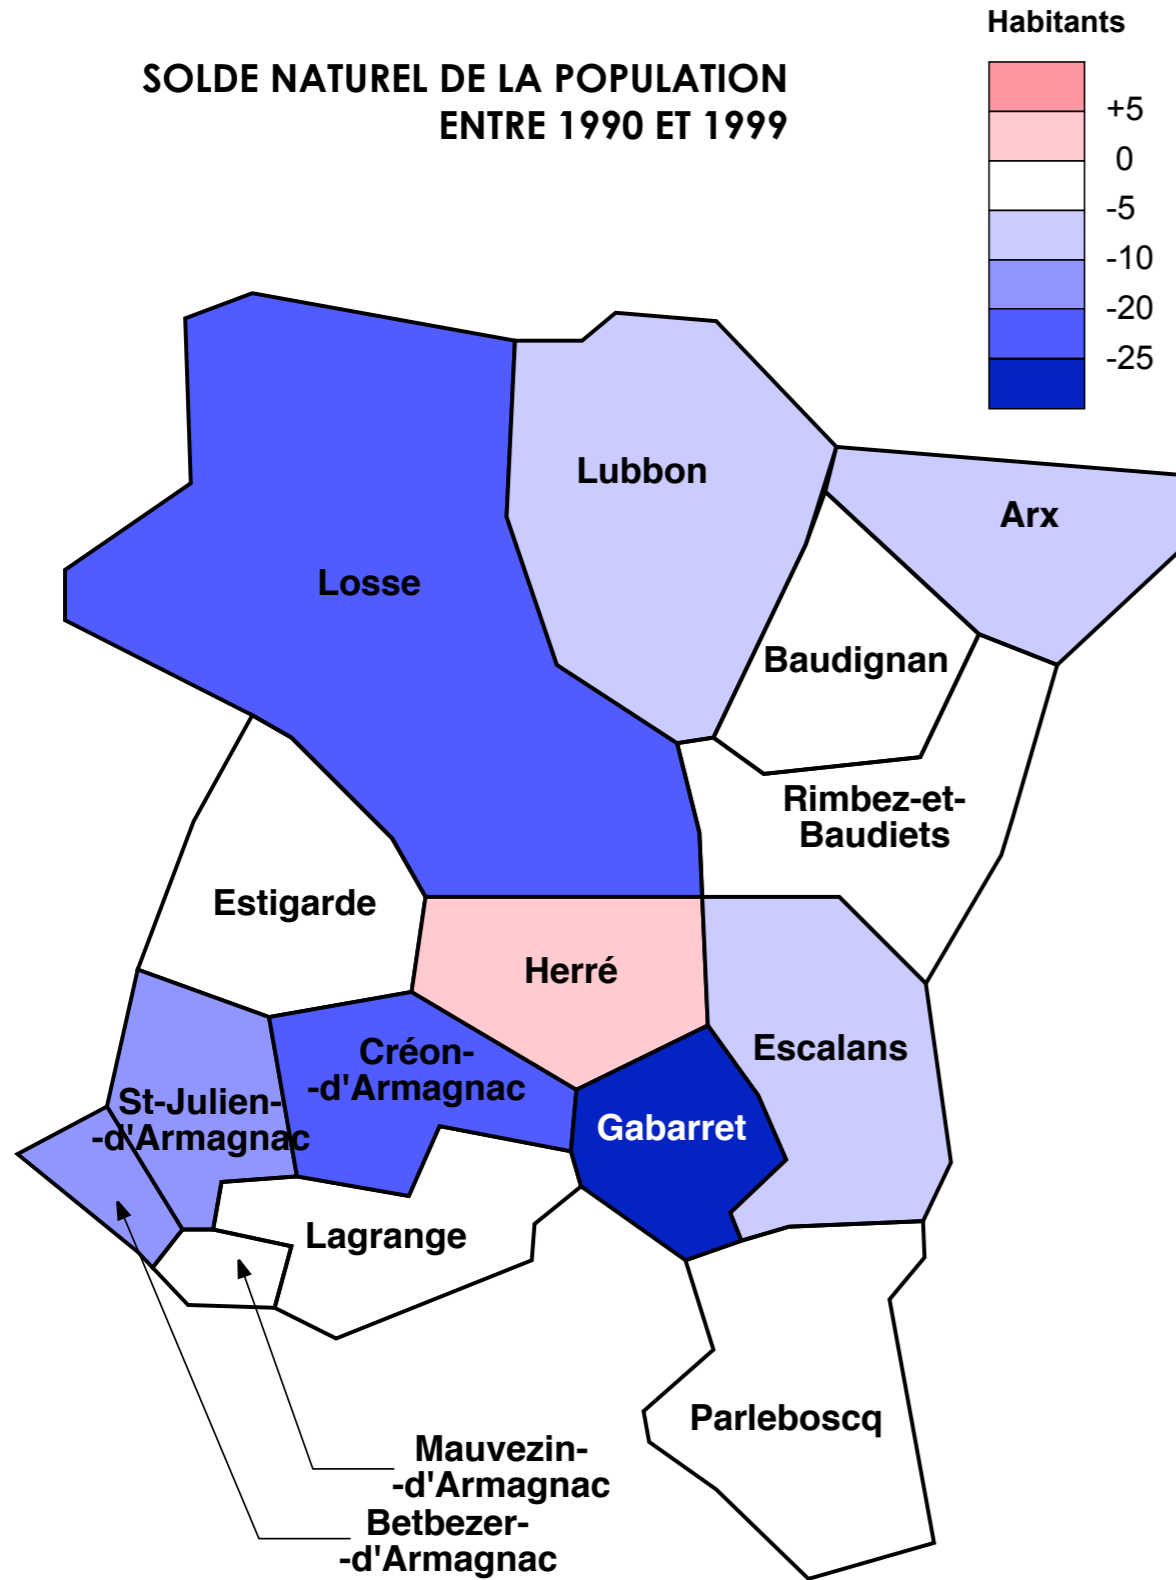 SOLDE NATUREL DE LA POPULATION
ENTRE 1990 ET 1999
Habitants
+5
0
-5
-10
-20
-25
Lubbon
Arx
Losse
Baudignan
Rimbez-et-
Baudiets
Estigarde
Herré
Escalans
Créon-
-d'Armagnac
St-Julien-
-d'Armagnac
Gabarret
Lagrange
Parleboscq
Mauvezin-
-d'Armagnac
Betbezer-
-d'Armagnac